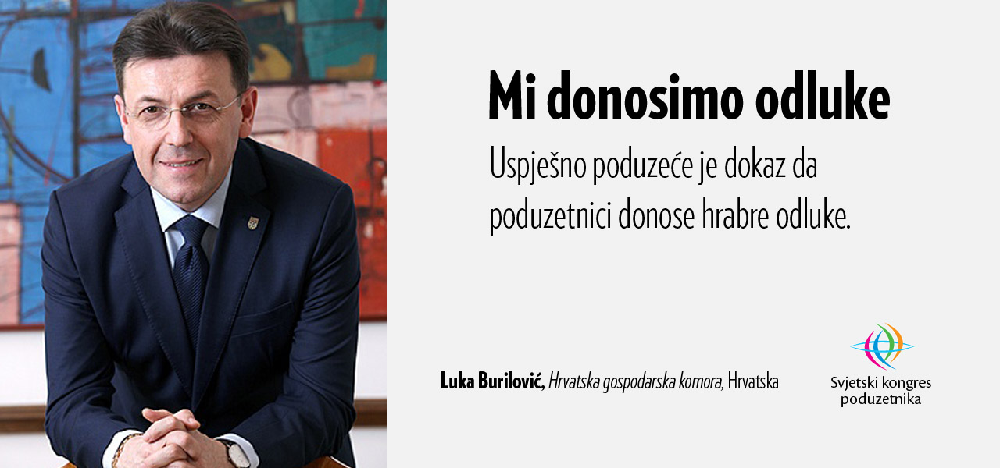 Mi donosimo odluke
Uspješno poduzeće je dokaz da
poduzetnici donose hrabre odluke.
Luka Burilović, Hrvatska gospodarska komora, Hrvatska
Svjetski kongres
poduzetnika